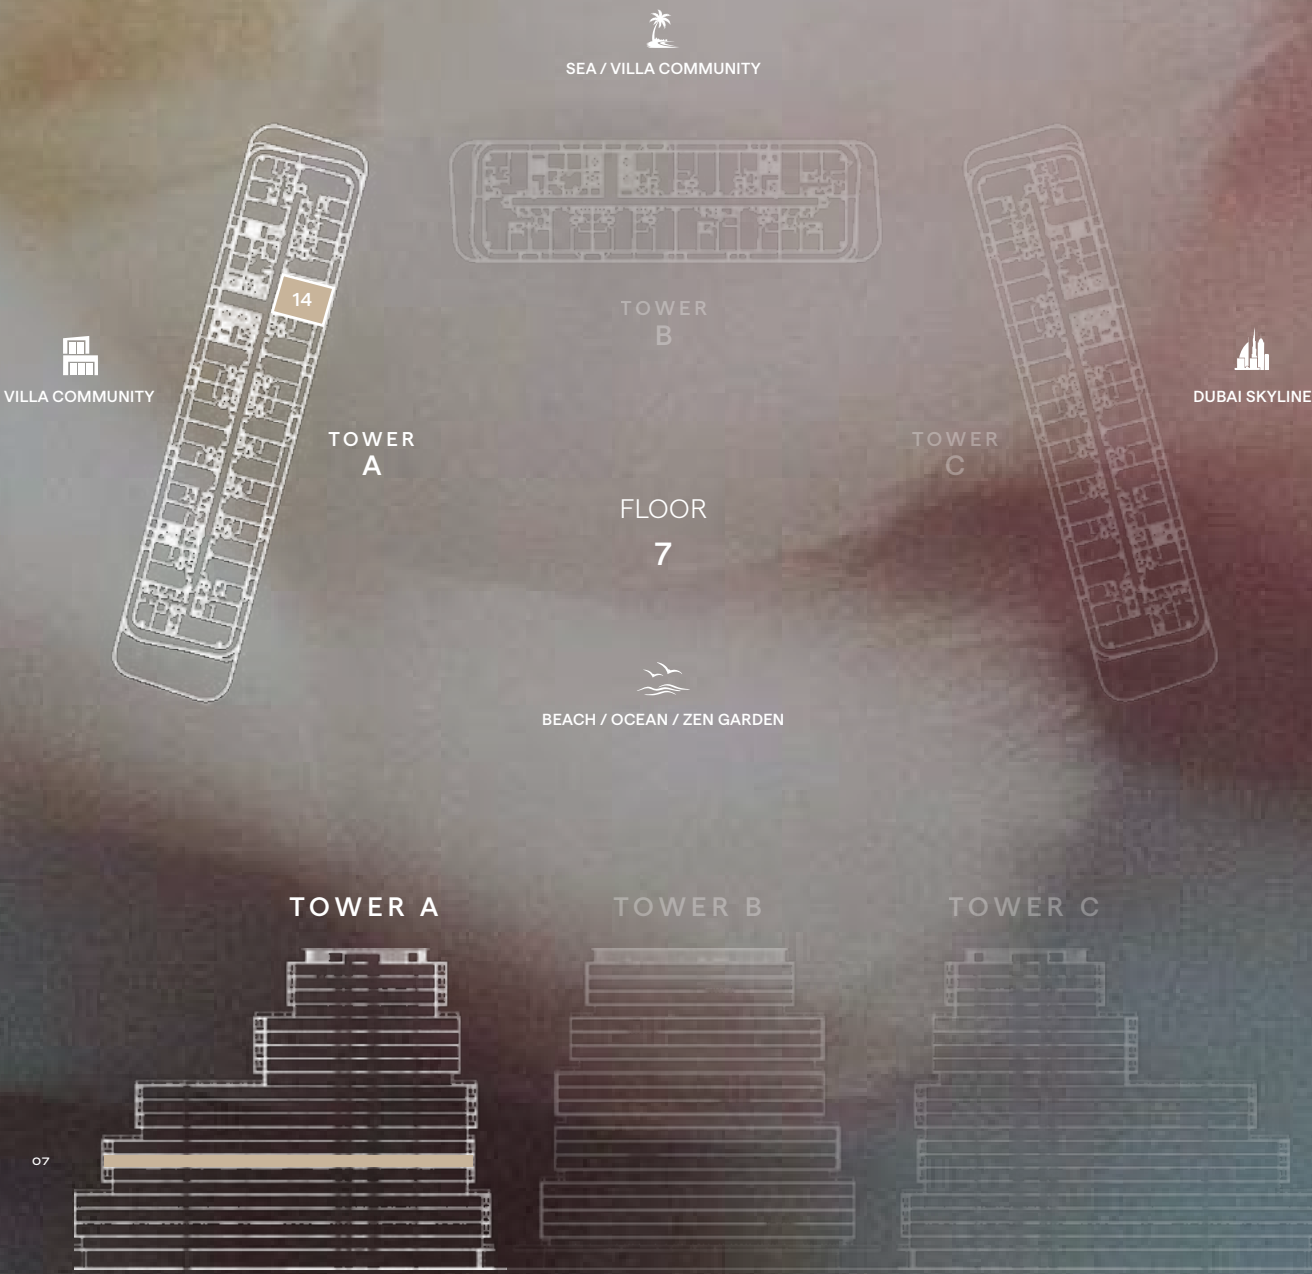 SEA / VILLA COMMUNITY
14
TOWER
B
VILLA COMMUNITY
DUBAI SKYLINE
TOWER
A
TOWER
C
FLOOR
7
BEACH / OCEAN / ZEN GARDEN
TOWER A
TOWER B
TOWER C
07